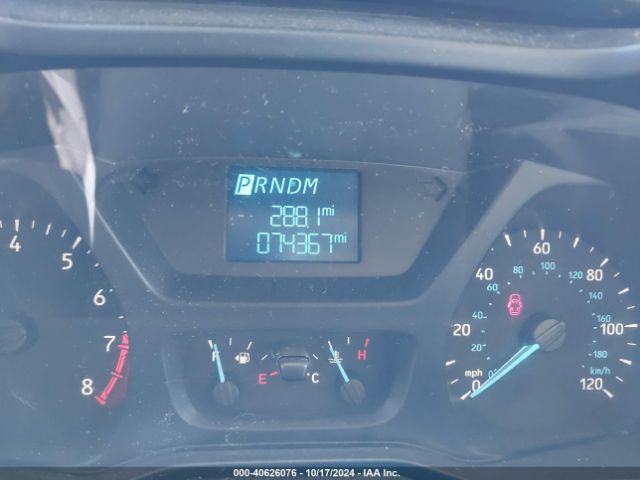 PRNDM
288.1 mi
074367 mi
4 5 6 7 8
F H
E C
0 20 40 60 80 100 120
mph
0 20 40 60 80 100 120 140 160 180
km/h
000-40626076 - 10/17/2024 - IAA Inc.